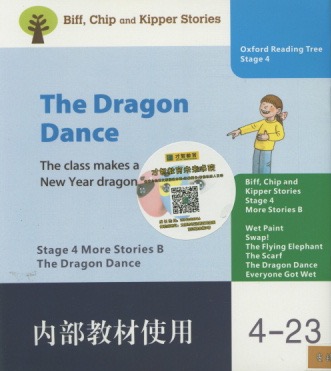 Biff, Chip and Kipper Stories
Oxford Reading Tree
Stage 4
The Dragon
Dance
The class makes a
New Year dragon
Biff, Chip and
Kipper Stories
Stage 4
More Stories B
Wet Paint
Swap!
The Flying Elephant
The Scarf
The Dragon Dance
Everyone Got Wet
Stage 4 More Stories B
The Dragon Dance
内部教材使用
4-23